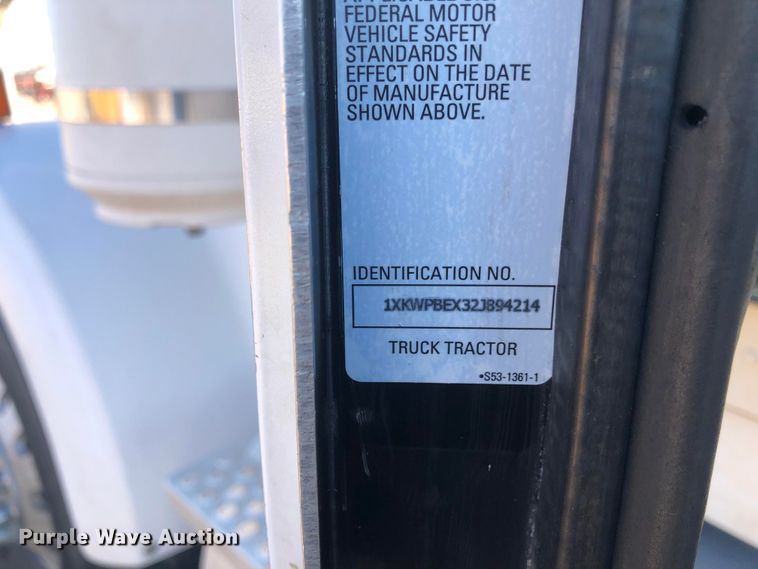 FEDERAL MOTOR
VEHICLE SAFETY
STANDARDS IN
EFFECT ON THE DATE
OF MANUFACTURE
SHOWN ABOVE.
IDENTIFICATION NO.
1XKWPBEX32J894214
TRUCK TRACTOR
•S53-1361-1
Purple Wave Auction